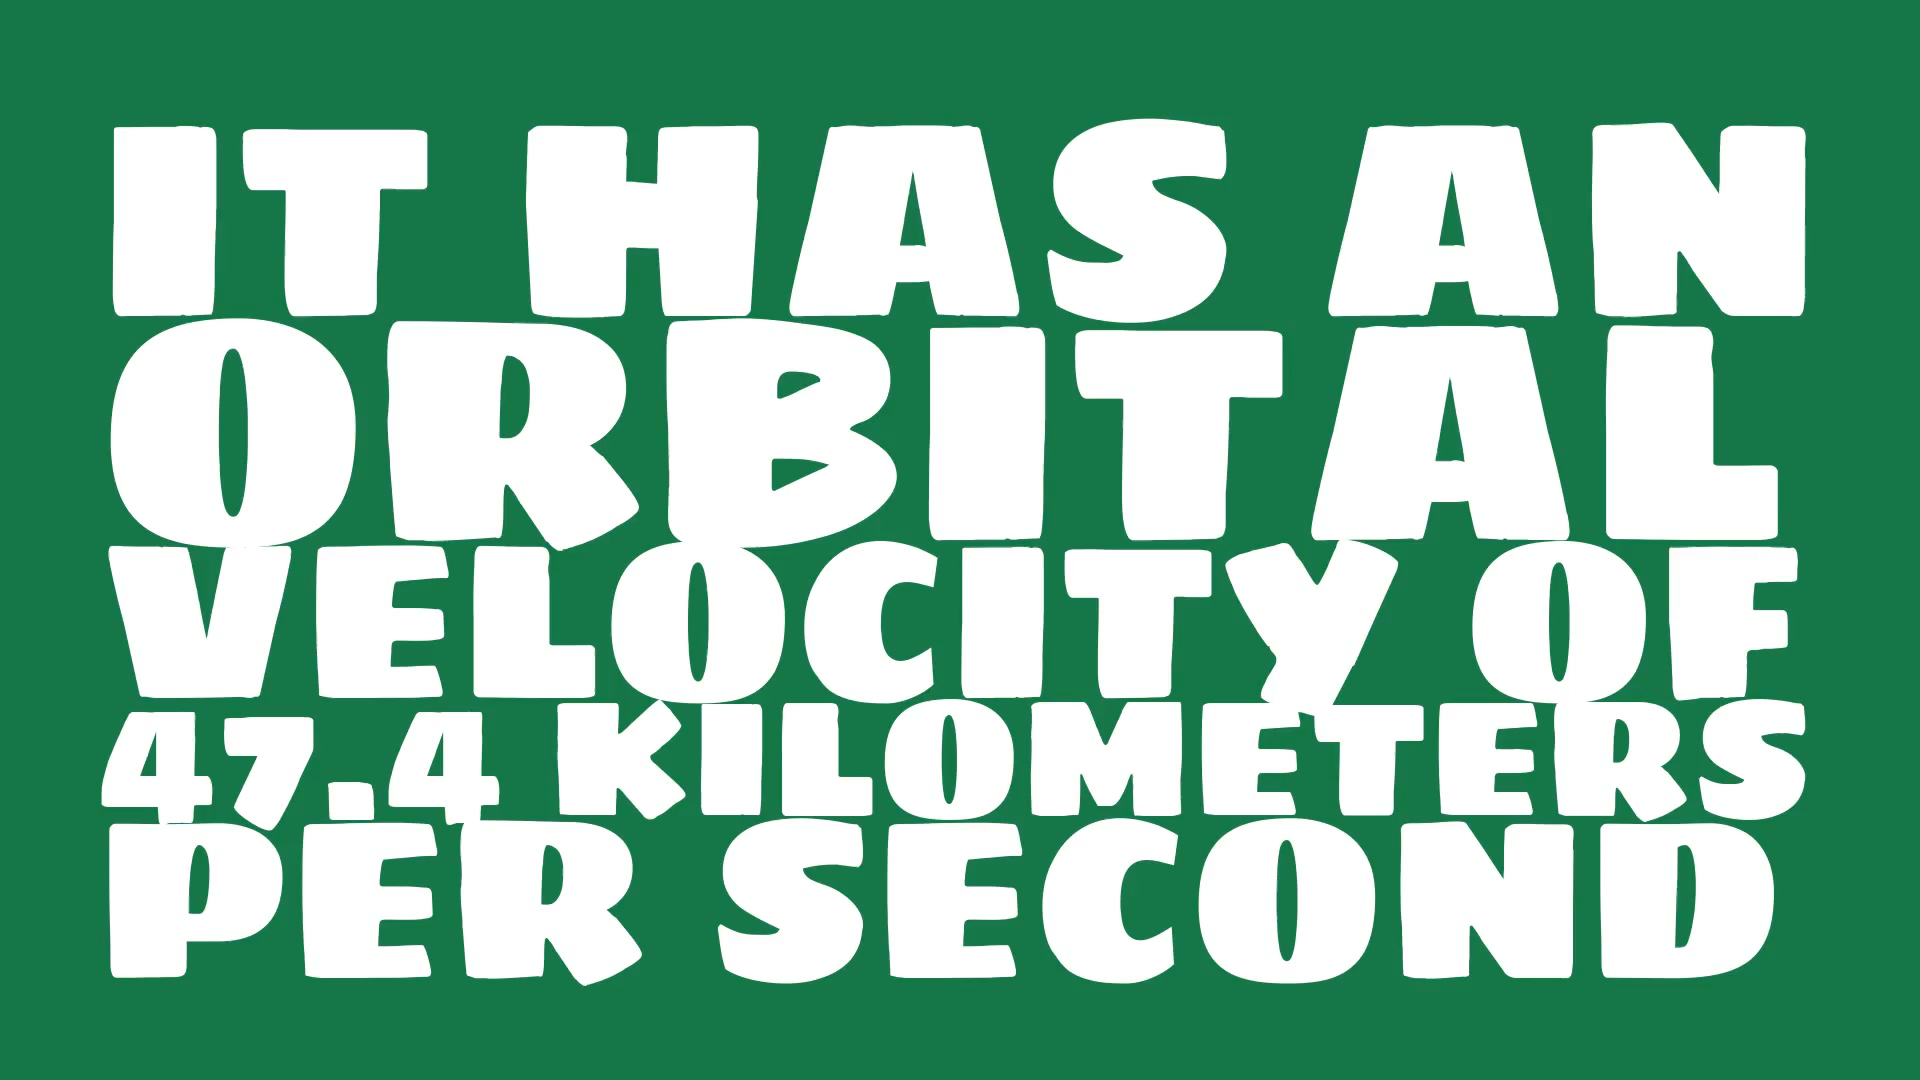 IT HAS AN
ORBITAL
VELOCITY OF
47.4 KILOMETERS
PER SECOND